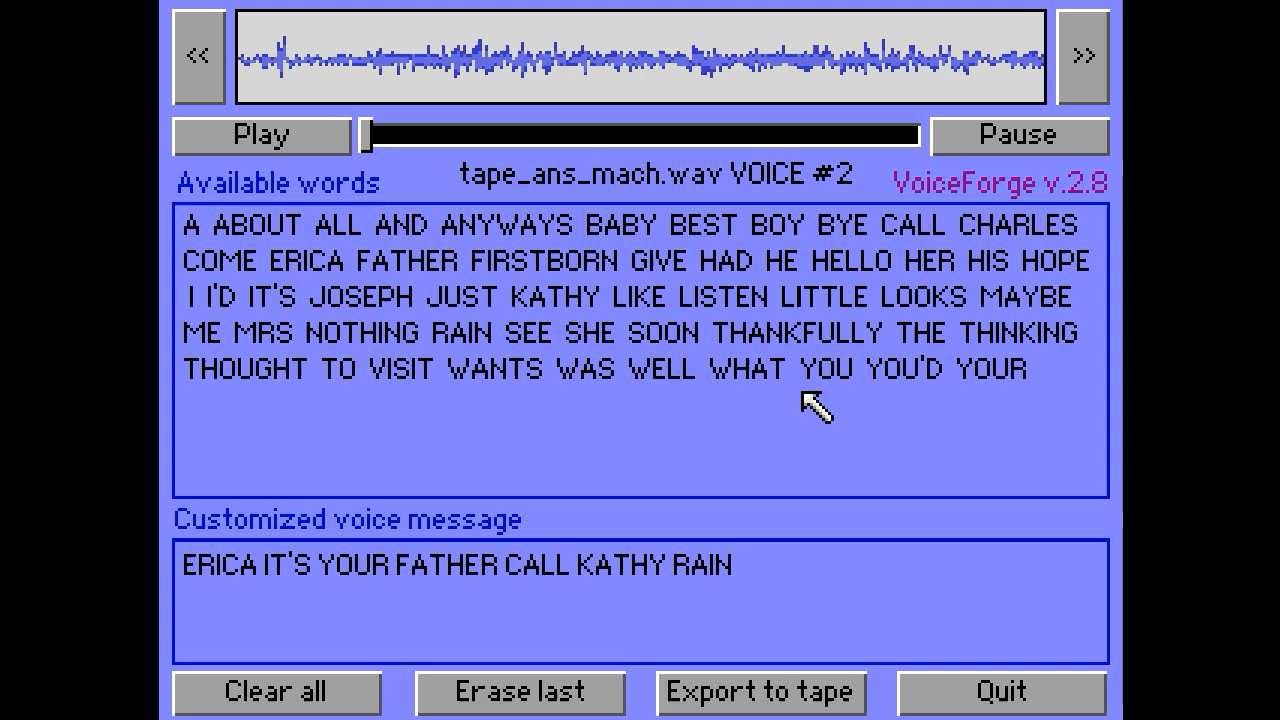 << >>
Play Pause
tape_ans_mach.wav VOICE #2
Available words VoiceForge v.2.8
A ABOUT ALL AND ANYWAYS BABY BEST BOY BYE CALL CHARLES
COME ERICA FATHER FIRSTBORN GIVE HAD HE HELLO HER HIS HOPE
I I'D IT'S JOSEPH JUST KATHY LIKE LISTEN LITTLE LOOKS MAYBE
ME MRS NOTHING RAIN SEE SHE SOON THANKFULLY THE THINKING
THOUGHT TO VISIT WANTS WAS WELL WHAT YOU YOU'D YOUR
Customized voice message
ERICA IT'S YOUR FATHER CALL KATHY RAIN
Clear all Erase last Export to tape Quit